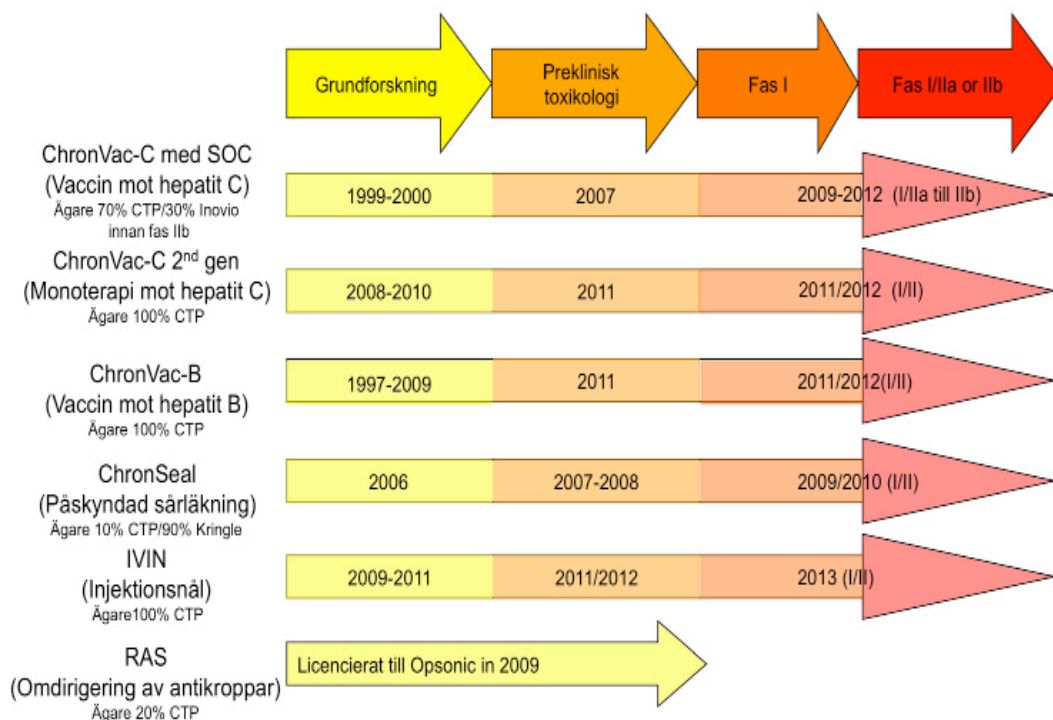 Grundforskning
Preklinisk
toxikologi
Fas I
Fas I/IIa or IIb
ChronVac-C med SOC
(Vaccin mot hepatit C)
Ägare 70% CTP/30% Inovio
innan fas IIb
1999-2000
2007
2009-2012 (I/IIa till IIb)
ChronVac-C 2nd gen
(Monoterapi mot hepatit C)
Ägare 100% CTP
2008-2010
2011
2011/2012 (I/II)
ChronVac-B
(Vaccin mot hepatit B)
Ägare 100% CTP
1997-2009
2011
2011/2012(I/II)
ChronSeal
(Påskyndad sårläkning)
Ägare 10% CTP/90% Kringle
2006
2007-2008
2009/2010 (I/II)
IVIN
(Injektionsnål)
Ägare100% CTP
2009-2011
2011/2012
2013 (I/II)
RAS
(Omdirigering av antikroppar)
Ägare 20% CTP
Licencierat till Opsonic in 2009